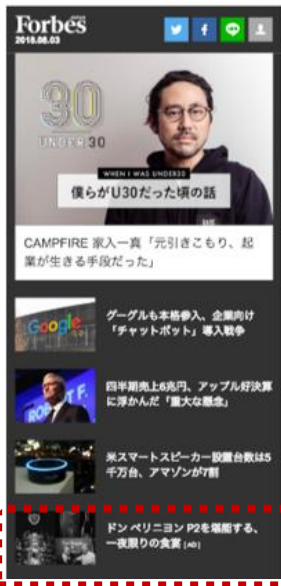 Forbes
JAPAN
2018.08.03
30
UNDER 30
WHEN I WAS UNDER30
僕らがU30だった頃の話
CAMPFIRE 家入一真「元引きこもり、起
業が生きる手段だった」
Google
グーグルも本格参入、企業向け
「チャットボット」導入戦争
ROB T F.
四半期売上6兆円、アップル好決算
に浮かんだ「重大な懸念」
米スマートスピーカー設置台数は5
千万台、アマゾンが7割
ドン ペリニヨン P2を堪能する、
一夜限りの食宴 [AD]